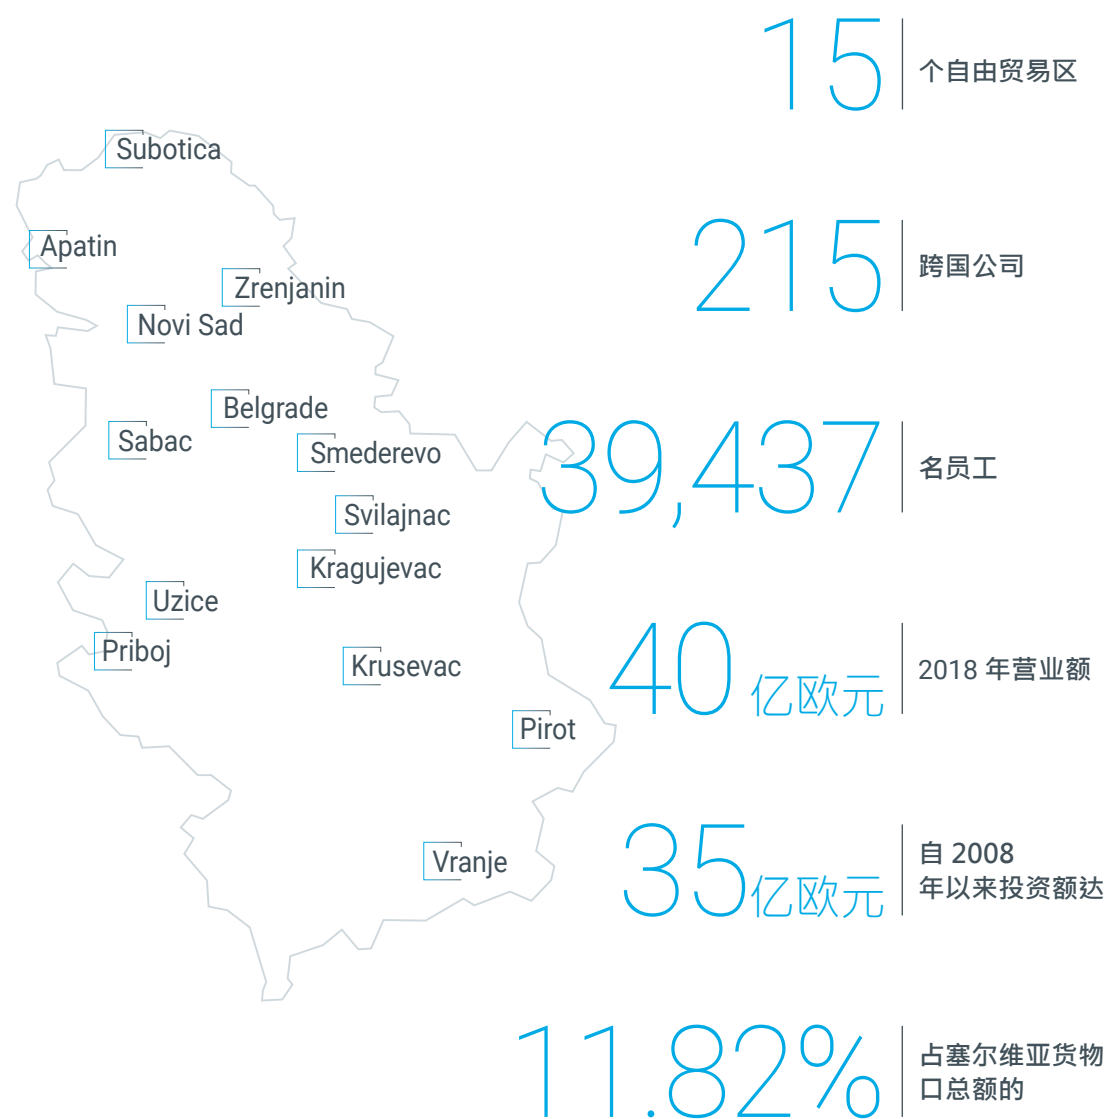 15
个自由贸易区
Subotica
Apatin
215
跨国公司
Zrenjanin
Novi Sad
Belgrade
Sabac
Smederevo
39,437
名员工
Svilajnac
Kragujevac
Uzice
Priboj
Krusevac
40 亿欧元
2018 年营业额
Pirot
Vranje
35亿欧元
自 2008
年以来投资额达
11.82%
占塞尔维亚货物
口总额的